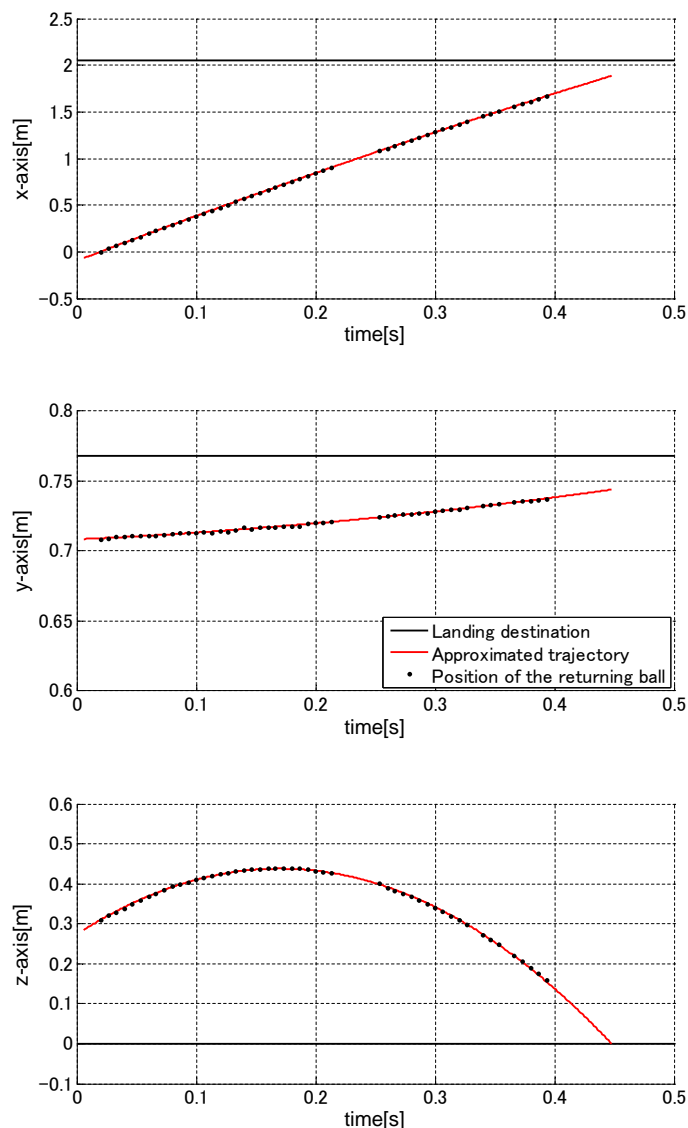 2.5
2
1.5
1
0.5
0
−0.5
x-axis[m]
0 0.1 0.2 0.3 0.4 0.5
time[s]
0.8
0.75
0.7
0.65
0.6
y-axis[m]
Landing destination
Approximated trajectory
Position of the returning ball
0 0.1 0.2 0.3 0.4 0.5
time[s]
0.6
0.5
0.4
0.3
0.2
0.1
0
−0.1
z-axis[m]
0 0.1 0.2 0.3 0.4 0.5
time[s]